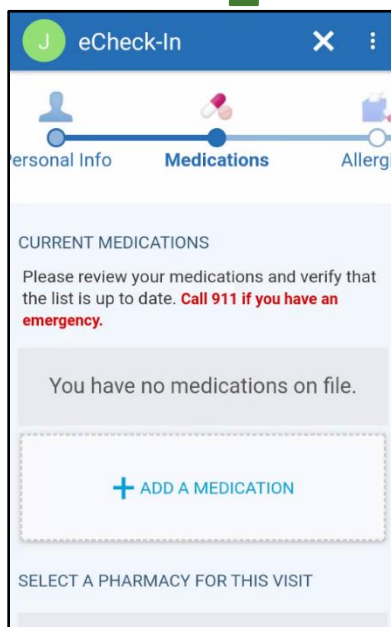 J eCheck-In
ersonal Info Medications Allergi
CURRENT MEDICATIONS
Please review your medications and verify that
the list is up to date. Call 911 if you have an
emergency.
You have no medications on file.
+ ADD A MEDICATION
SELECT A PHARMACY FOR THIS VISIT